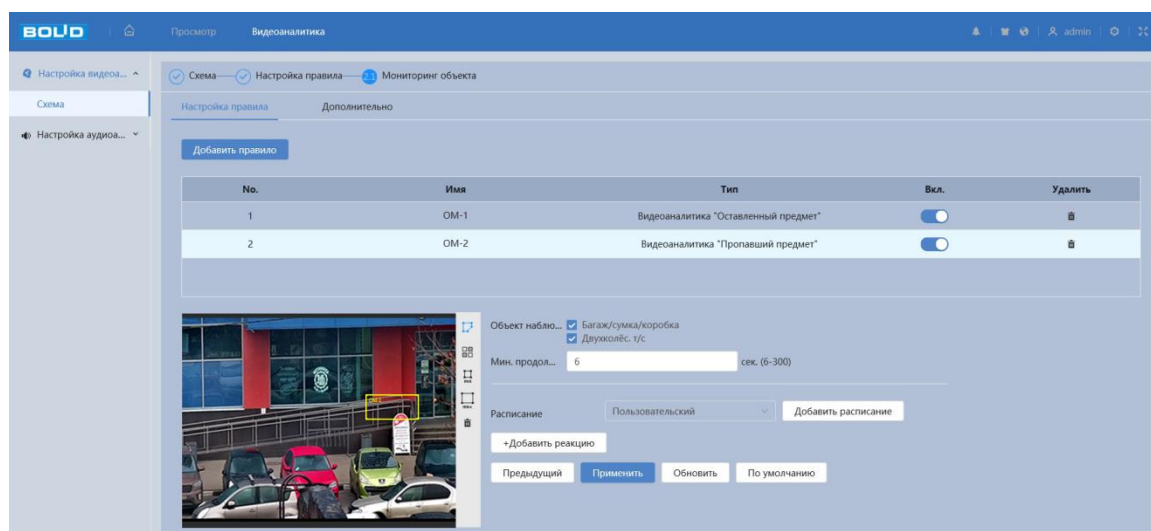 BOLID
Просмотр Видеоаналитика admin
Настройка видеоа...
Схема Настройка правила 2.1 Мониторинг объекта
Схема
Настройка правила Дополнительно
Настройка аудиоа...
Добавить правило
No. Имя Тип Вкл. Удалить
1 OM-1 Видеоаналитика "Оставленный предмет"
2 OM-2 Видеоаналитика "Пропавший предмет"
Объект наблю... Багаж/сумка/коробка
Двухколёс. т/с
Мин. продол... 6 сек. (6-300)
Расписание Пользовательский Добавить расписание
+Добавить реакцию
Предыдущий Применить Обновить По умолчанию